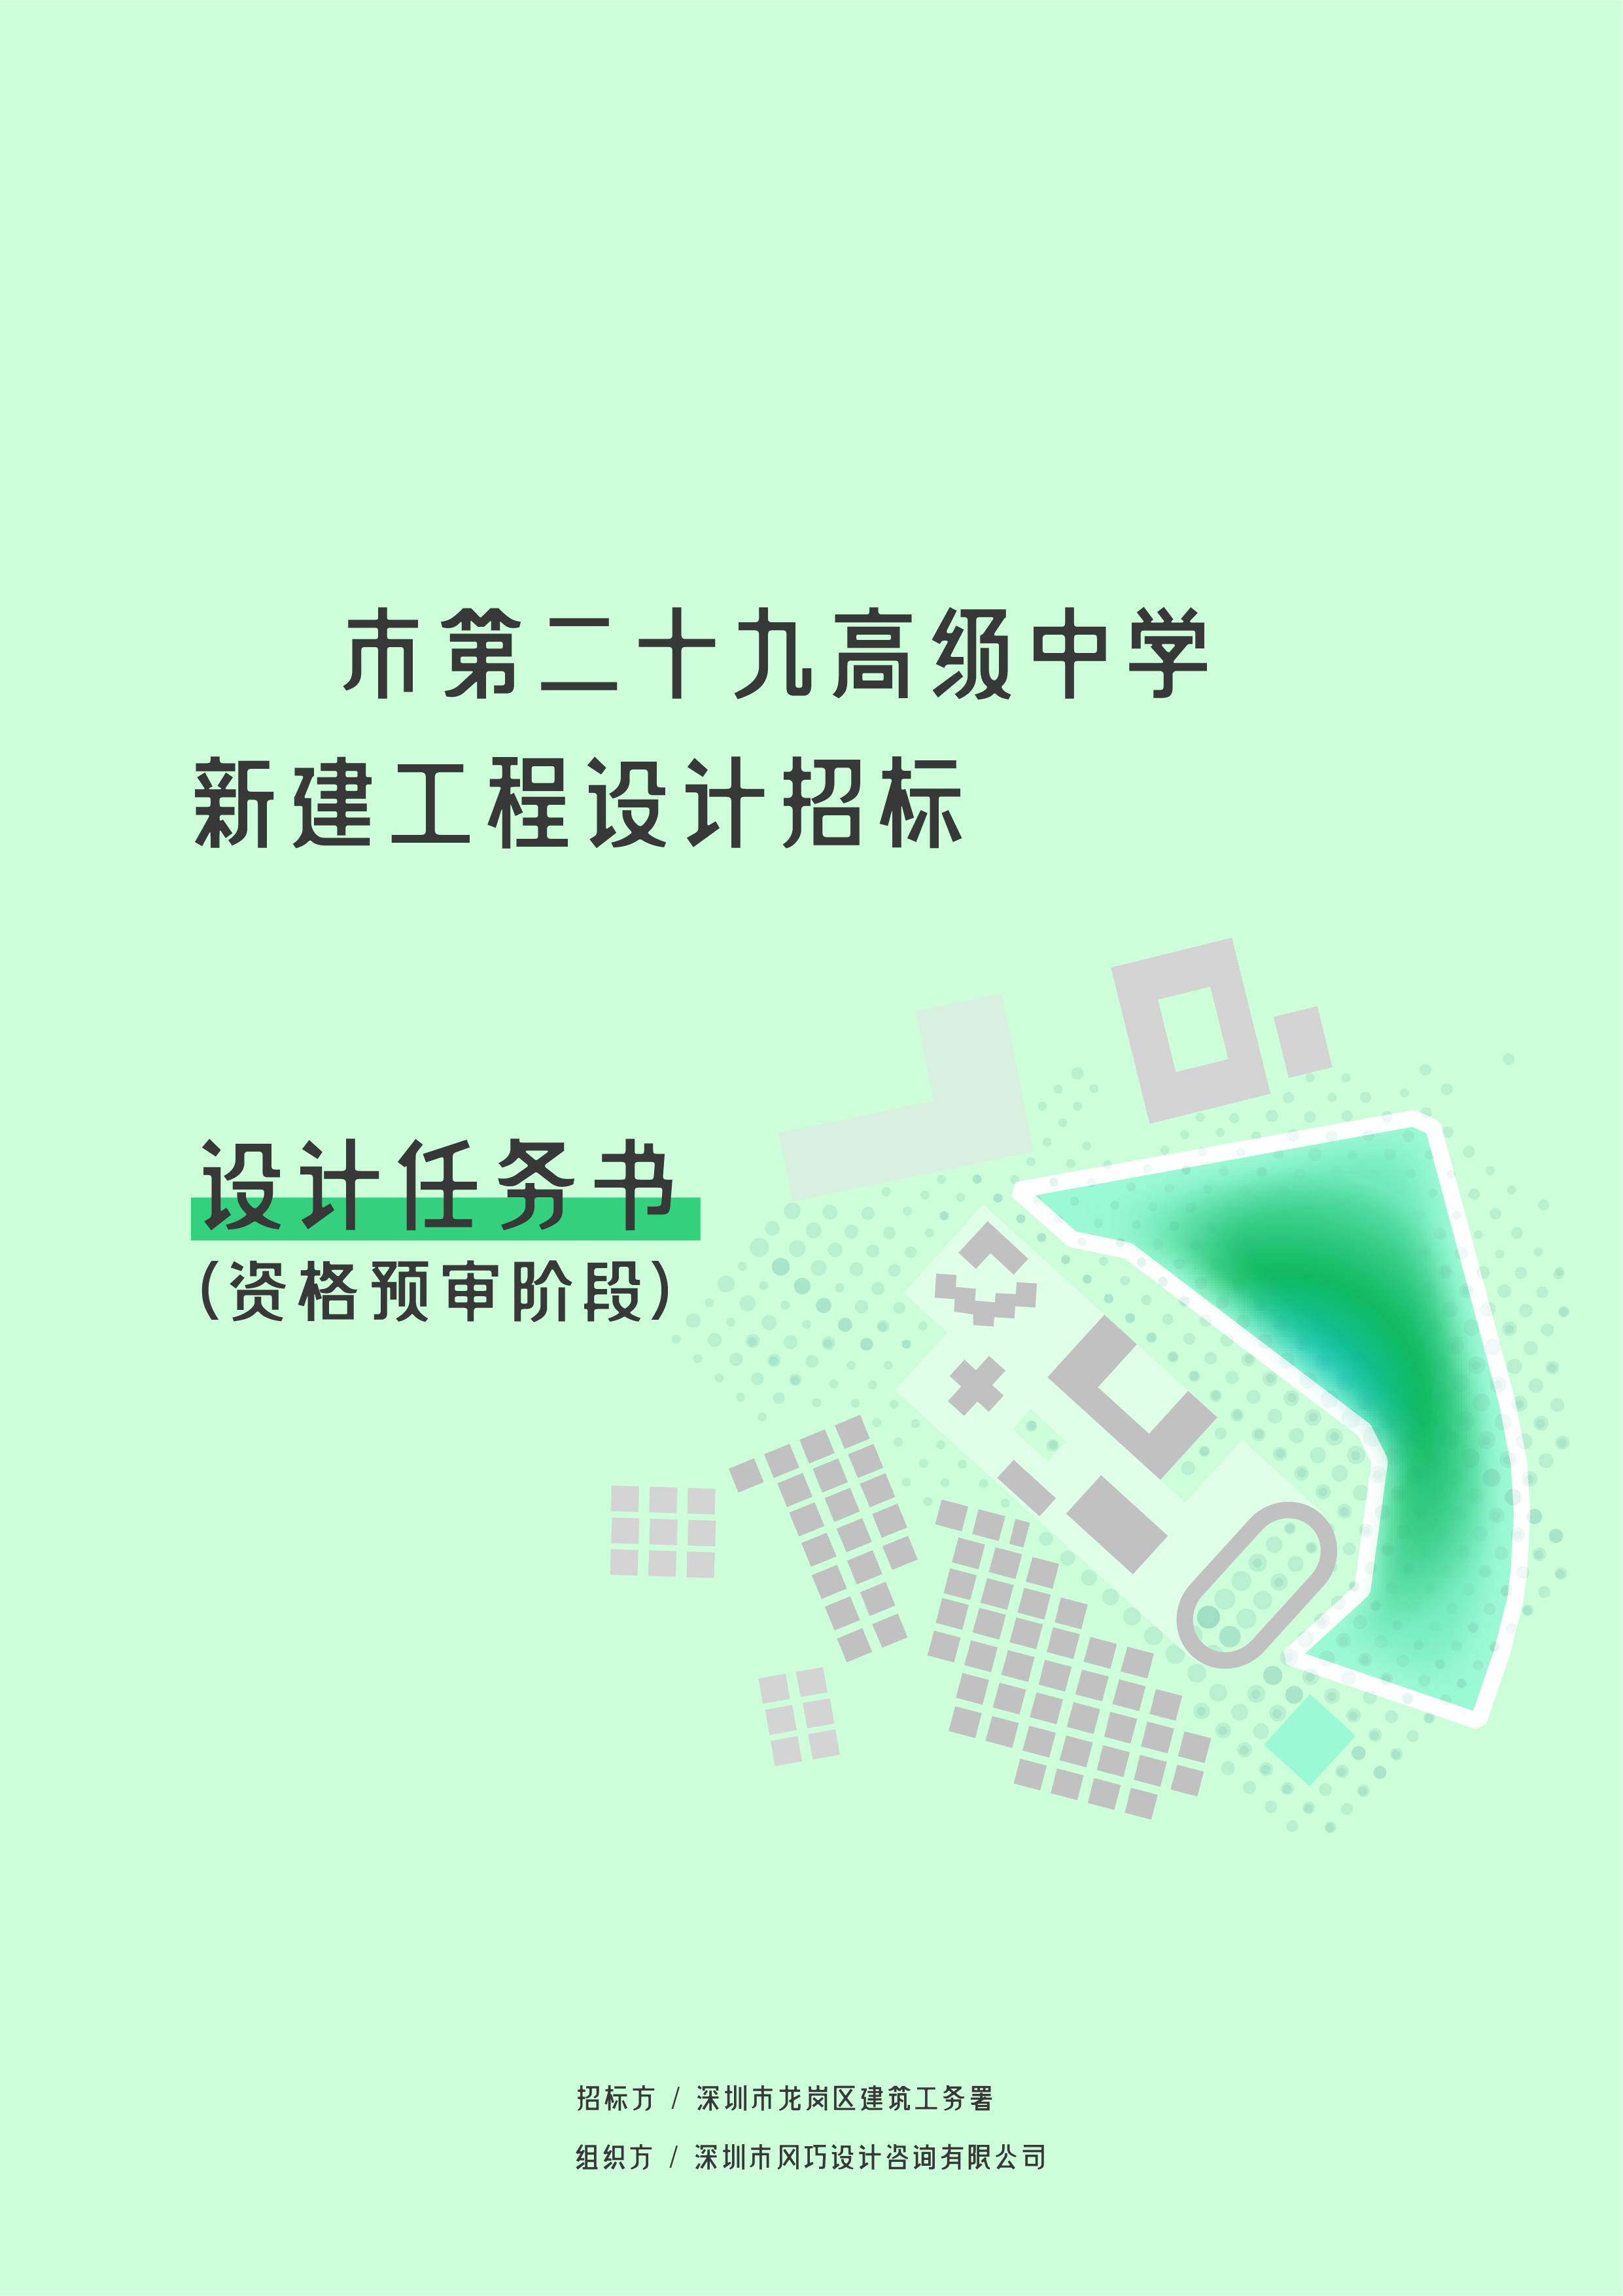 市第二十九高级中学
新建工程设计招标
设计任务书
(资格预审阶段)
招标方 / 深圳市龙岗区建筑工务署
组织方 / 深圳市冈巧设计咨询有限公司